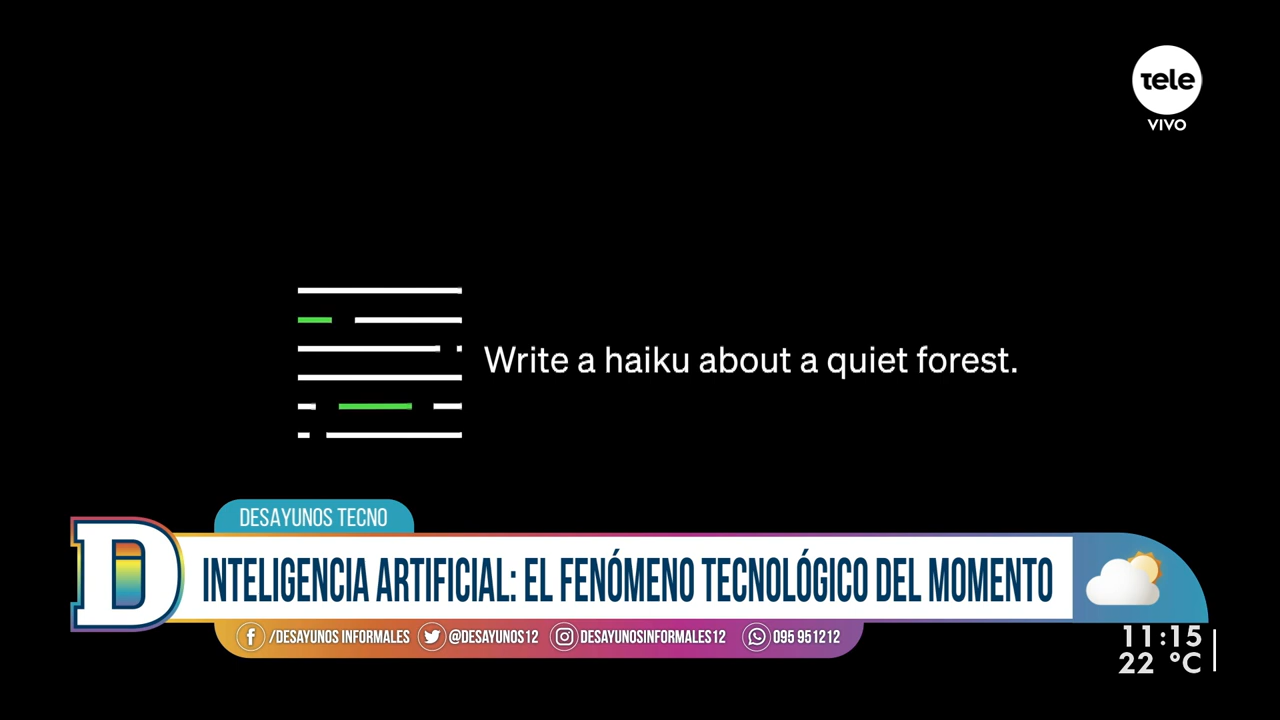 tele
VIVO
Write a haiku about a quiet forest.
DESAYUNOS TECNO
D
INTELIGENCIA ARTIFICIAL: EL FENÓMENO TECNOLÓGICO DEL MOMENTO
/DESAYUNOS INFORMALES @DESAYUNOS12 DESAYUNOSINFORMALES12 095 951212
11:15
22 °C